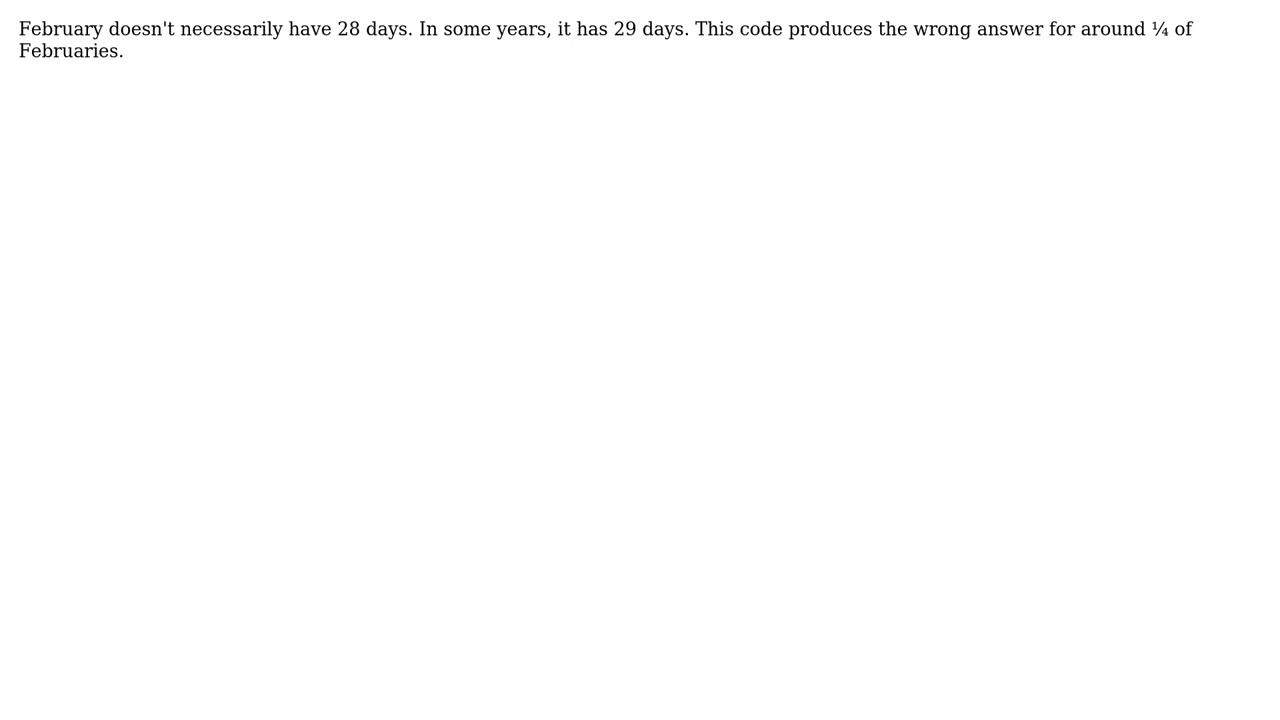 February doesn't necessarily have 28 days. In some years, it has 29 days. This code produces the wrong answer for around ¼ of
Februaries.